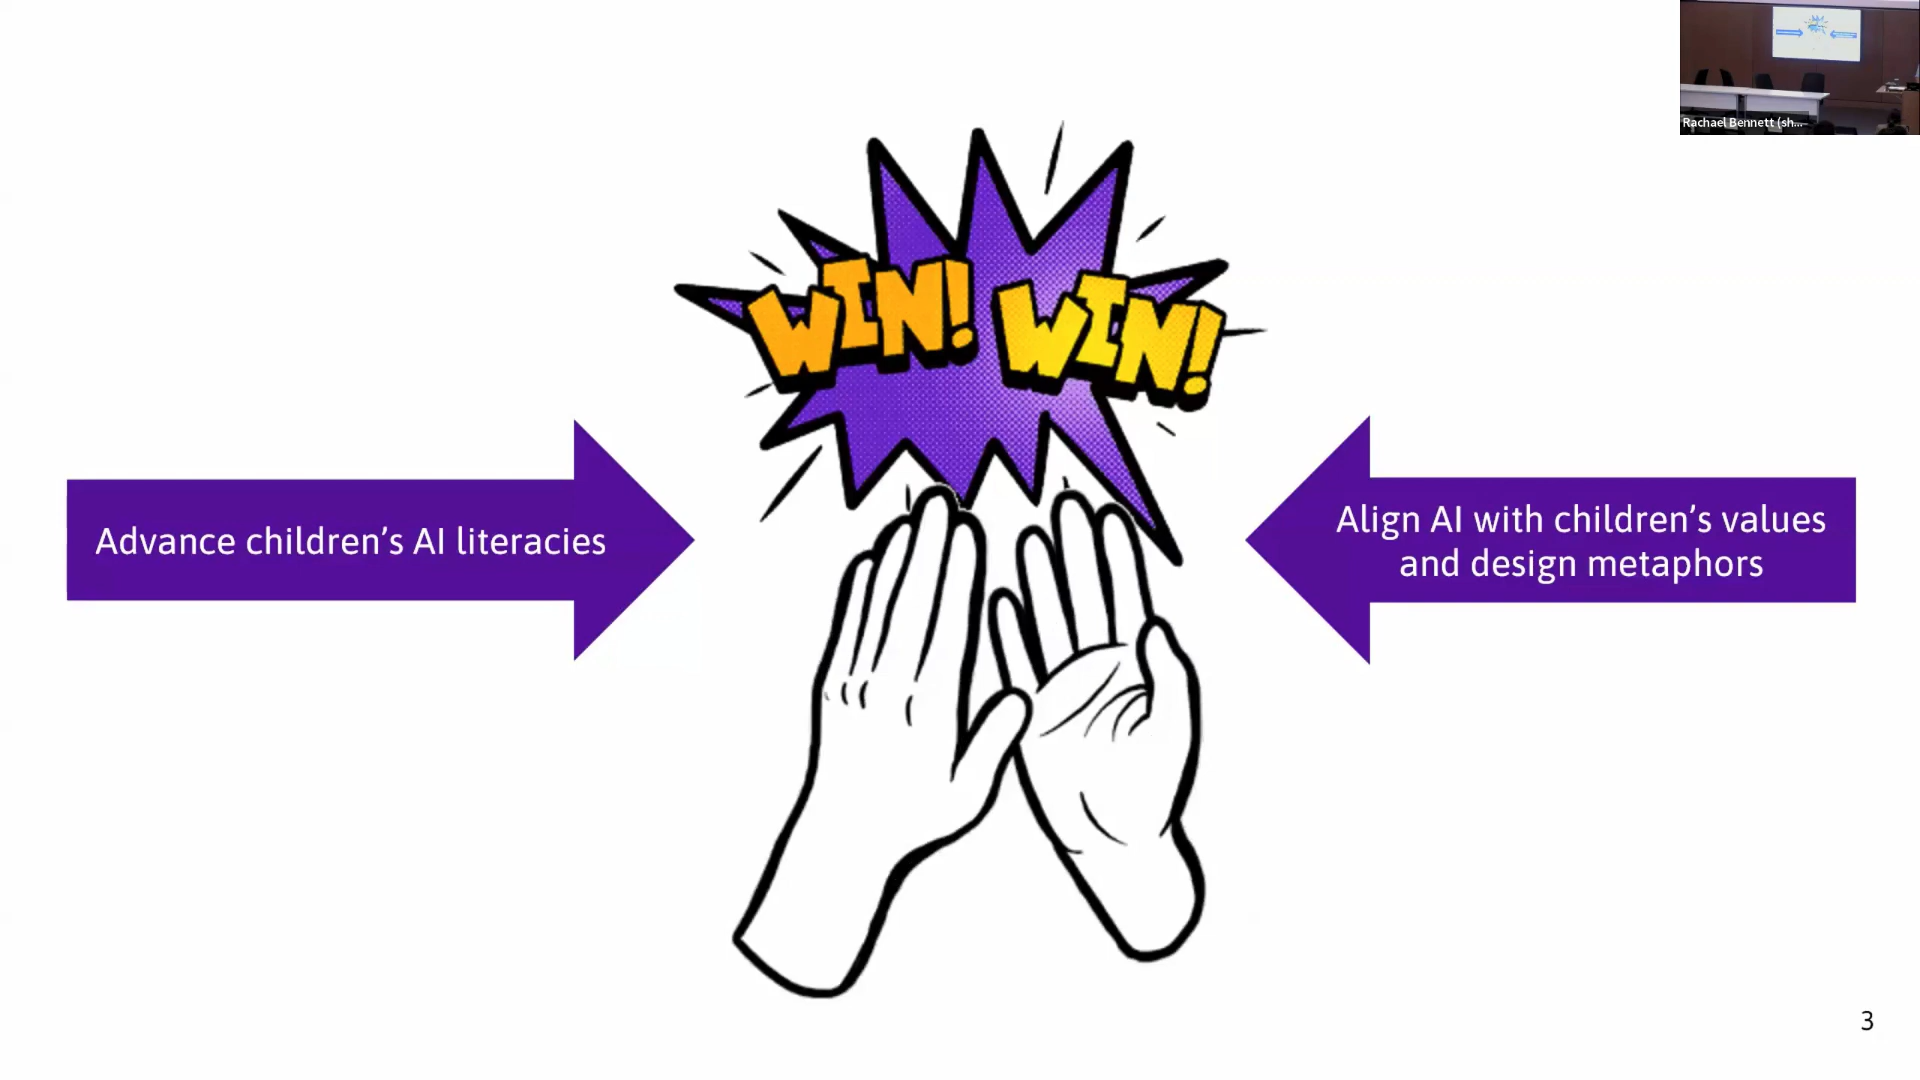 Rachael Bennett (sh...
WIN! WIN!
Advance children’s AI literacies
Align AI with children’s values
and design metaphors
3